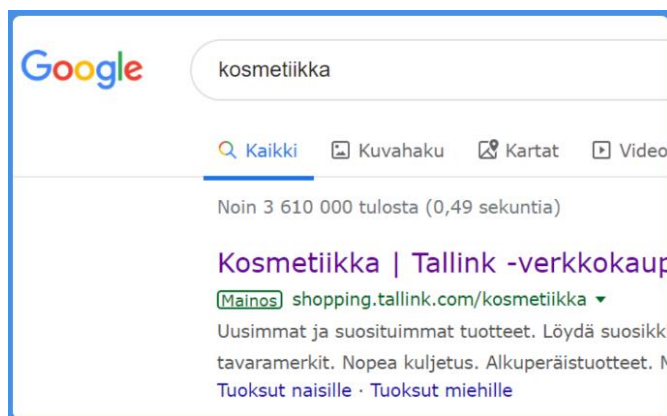 Google
kosmetiikka
Kaikki Kuvahaku Kartat Video
Noin 3 610 000 tulosta (0,49 sekuntia)
Kosmetiikka | Tallink -verkkokaup
Mainos shopping.tallink.com/kosmetiikka
Uusimmat ja suosituimmat tuotteet. Löydä suosikk
tavaramerkit. Nopea kuljetus. Alkuperäistuotteet.
Tuoksut naisille · Tuoksut miehille